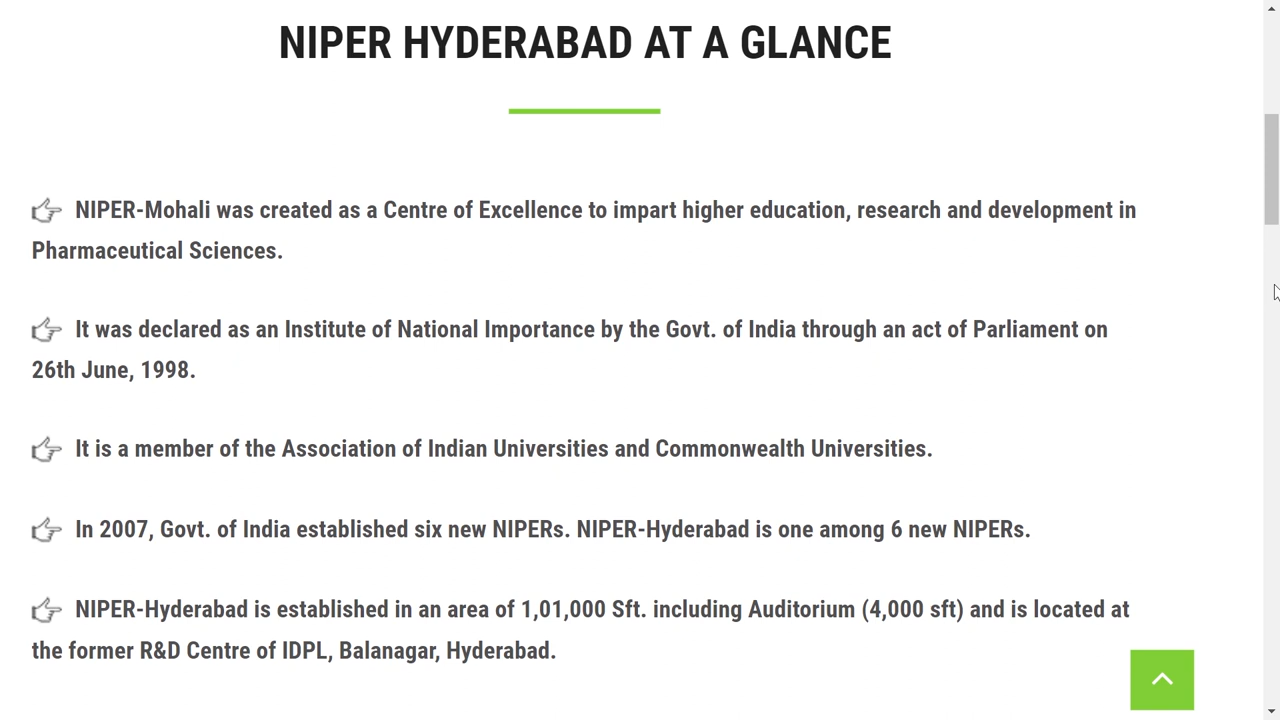 NIPER HYDERABAD AT A GLANCE
NIPER-Mohali was created as a Centre of Excellence to impart higher education, research and development in
Pharmaceutical Sciences.
It was declared as an Institute of National Importance by the Govt. of India through an act of Parliament on
26th June, 1998.
It is a member of the Association of Indian Universities and Commonwealth Universities.
In 2007, Govt. of India established six new NIPERs. NIPER-Hyderabad is one among 6 new NIPERs.
NIPER-Hyderabad is established in an area of 1,01,000 Sft. including Auditorium (4,000 sft) and is located at
the former R&D Centre of IDPL, Balanagar, Hyderabad.